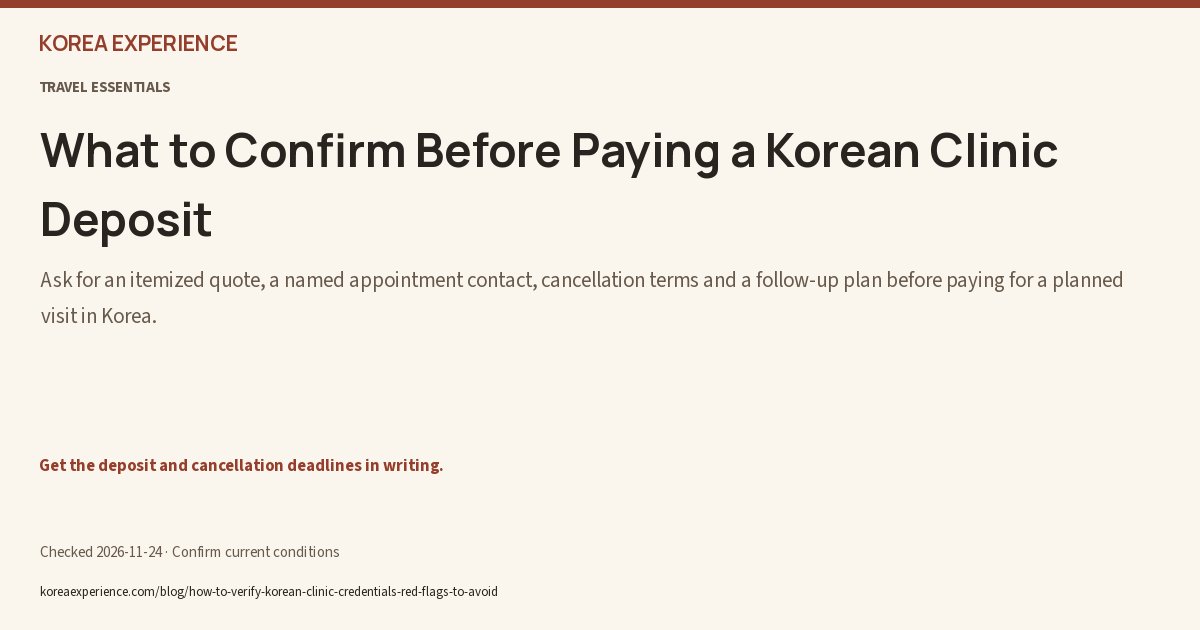 KOREA EXPERIENCE
TRAVEL ESSENTIALS
What to Confirm Before Paying a Korean Clinic
Deposit
Ask for an itemized quote, a named appointment contact, cancellation terms and a follow-up plan before paying for a planned
visit in Korea.
Get the deposit and cancellation deadlines in writing.
Checked 2026-11-24 · Confirm current conditions
koreaexperience.com/blog/how-to-verify-korean-clinic-credentials-red-flags-to-avoid